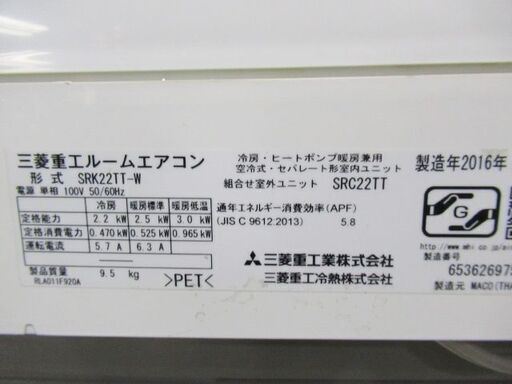 三菱重工ルームエアコン
形式 SRK22TT-W
電源 単相 100V 50/60Hz
冷房 暖房標準 暖房低温
定格能力 2.2 kW 2.5 kW 3.0 kW
定格消費電力 0.470 kW 0.525 kW 0.965 kW
運転電流 5.7 A 6.3 A
製品質量 9.5 kg
RLA011F920A
>PET<
冷房・ヒートポンプ暖房兼用
空冷式・セパレート形室内ユニット
組合せ室外ユニット SRC22TT
通年エネルギー消費効率(APF)
(JIS C 9612:2013) 5.8
三菱重工業株式会社
三菱重工冷熱株式会社
製造年2016年
G
製造番号
65362697
製造元 MACO(THA